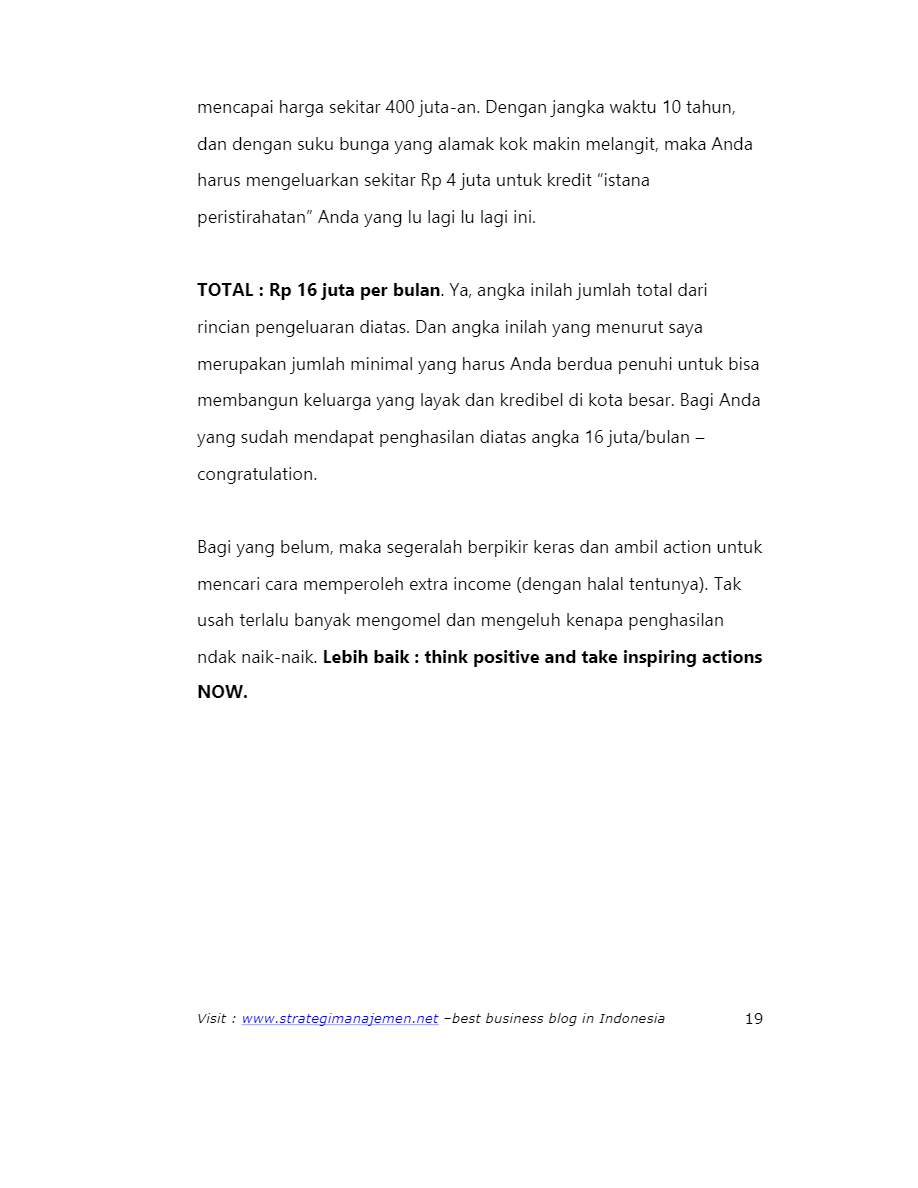 mencapai harga sekitar 400 juta-an. Dengan jangka waktu 10 tahun,
dan dengan suku bunga yang alamak kok makin melangit, maka Anda
harus mengeluarkan sekitar Rp 4 juta untuk kredit “istana
peristirahatan” Anda yang lu lagi lu lagi ini.
TOTAL : Rp 16 juta per bulan. Ya, angka inilah jumlah total dari
rincian pengeluaran diatas. Dan angka inilah yang menurut saya
merupakan jumlah minimal yang harus Anda berdua penuhi untuk bisa
membangun keluarga yang layak dan kredibel di kota besar. Bagi Anda
yang sudah mendapat penghasilan diatas angka 16 juta/bulan –
congratulation.
Bagi yang belum, maka segeralah berpikir keras dan ambil action untuk
mencari cara memperoleh extra income (dengan halal tentunya). Tak
usah terlalu banyak mengomel dan mengeluh kenapa penghasilan
ndak naik-naik. Lebih baik : think positive and take inspiring actions
NOW.
Visit : www.strategimanajemen.net –best business blog in Indonesia 19